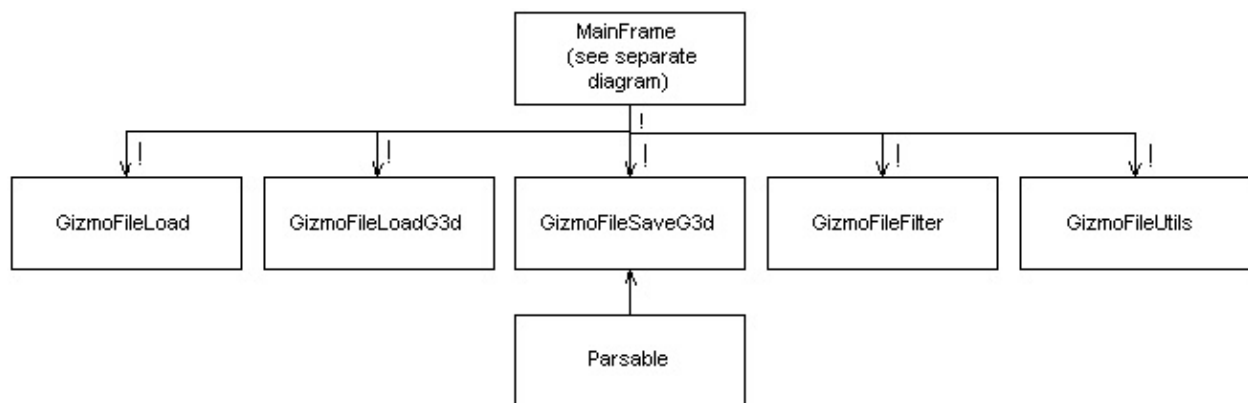 MainFrame
(see separate
diagram)
!
! ! ! ! !
GizmoFileLoad GizmoFileLoadG3d GizmoFileSaveG3d GizmoFileFilter GizmoFileUtils
Parsable